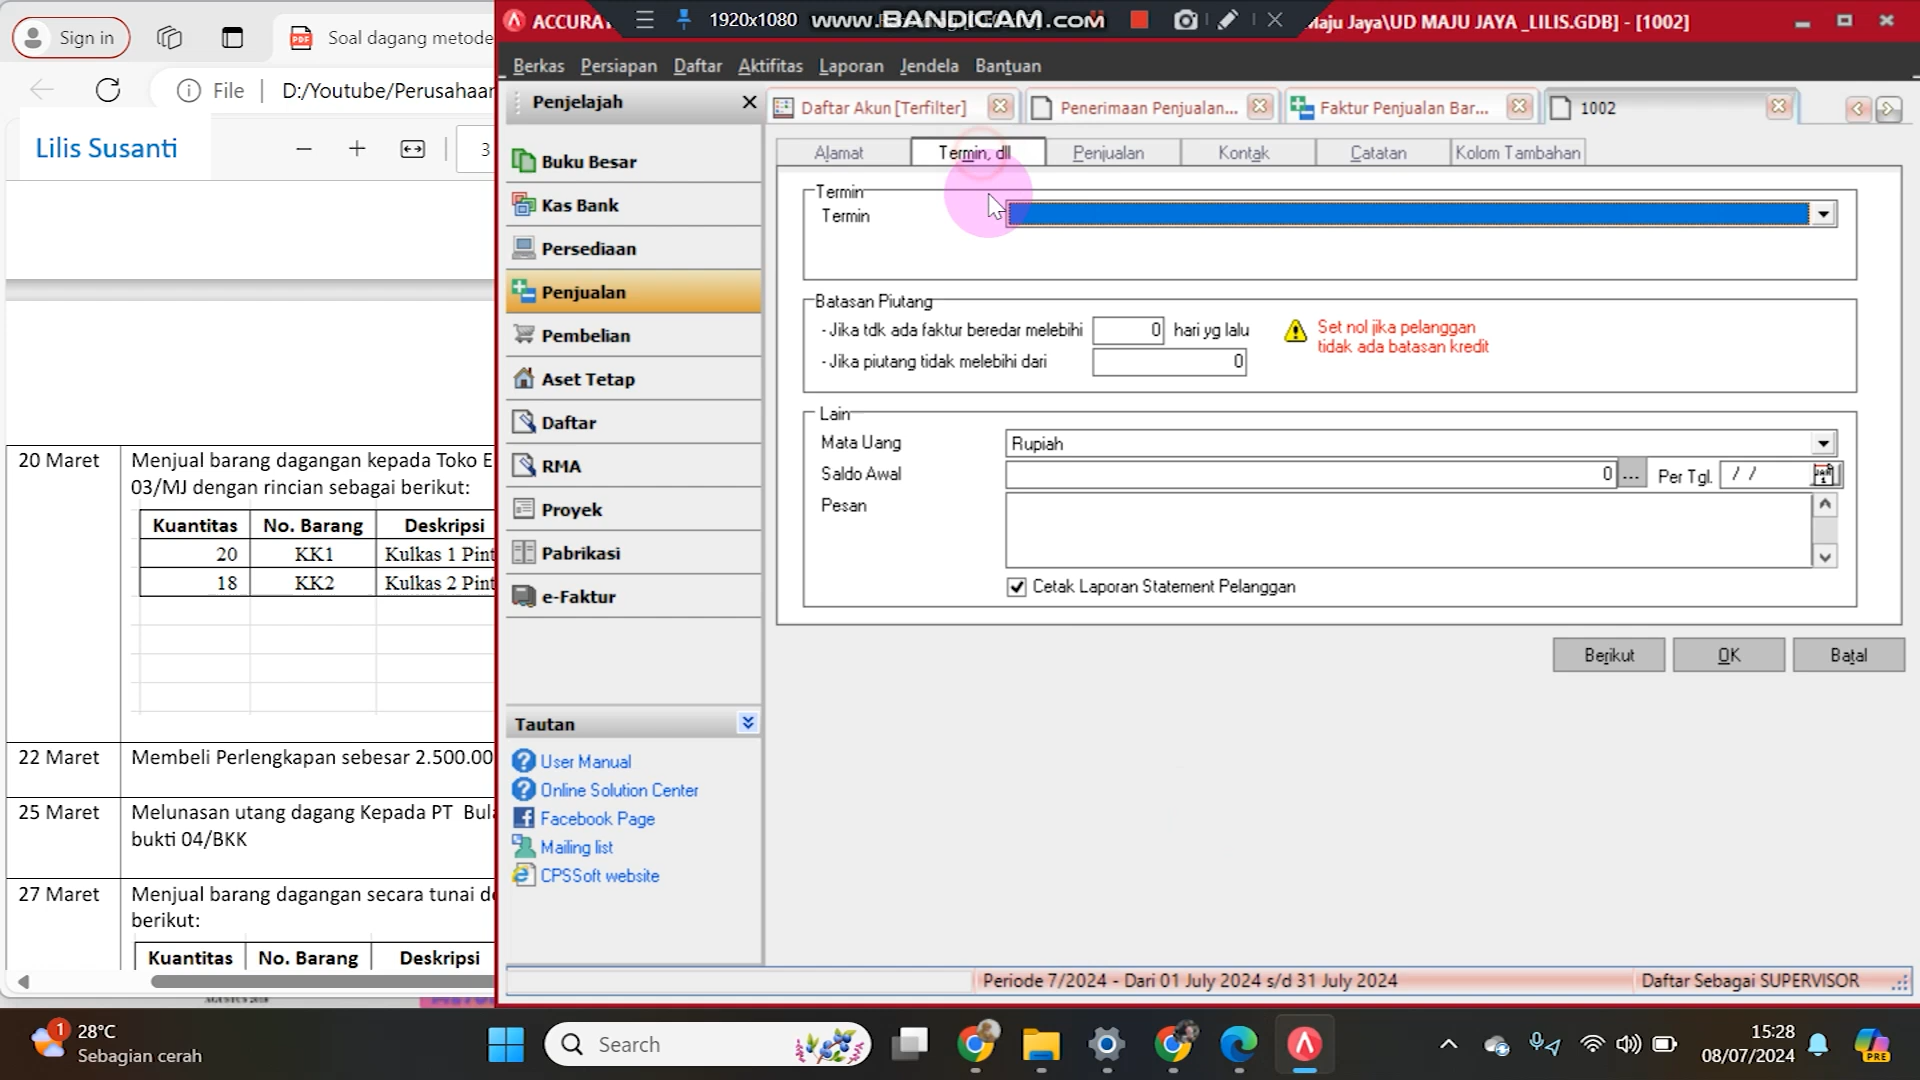 Sign in
Soal dagang metode
File
D:/Youtube/Perusahaan
Lilis Susanti
3
20 Maret
Menjual barang dagangan kepada Toko E
03/MJ dengan rincian sebagai berikut:
Kuantitas No. Barang Deskripsi
20 KK1 Kulkas 1 Pint
18 KK2 Kulkas 2 Pint
22 Maret
Membeli Perlengkapan sebesar 2.500.00
25 Maret
Melunasan utang dagang Kepada PT Bula
bukti 04/BKK
27 Maret
Menjual barang dagangan secara tunai de
berikut:
Kuantitas No. Barang Deskripsi
ACCURA
1920x1080
www.BANDICAM.com
Maju Jaya\UD MAJU JAYA _LILIS.GDB] - [1002]
Berkas Persiapan Daftar Aktifitas Laporan Jendela Bantuan
Penjelajah
Daftar Akun [Terfilter]
Penerimaan Penjualan...
Faktur Penjualan Bar...
1002
Buku Besar
Kas Bank
Persediaan
Penjualan
Pembelian
Aset Tetap
Daftar
RMA
Proyek
Pabrikasi
e-Faktur
Tautan
User Manual
Online Solution Center
Facebook Page
Mailing list
CPSSoft website
Alamat Termin, dll Penjualan Kontak Catatan Kolom Tambahan
Termin
Termin
Batasan Piutang
- Jika tdk ada faktur beredar melebihi 0 hari yg lalu
- Jika piutang tidak melebihi dari 0
Set nol jika pelanggan
tidak ada batasan kredit
Lain
Mata Uang Rupiah
Saldo Awal 0 ... Per Tgl. / /
Pesan
Cetak Laporan Statement Pelanggan
Berikut OK Batal
Periode 7/2024 - Dari 01 July 2024 s/d 31 July 2024
Daftar Sebagai SUPERVISOR
1
28°C
Sebagian cerah
Search
15:28
08/07/2024
PRE